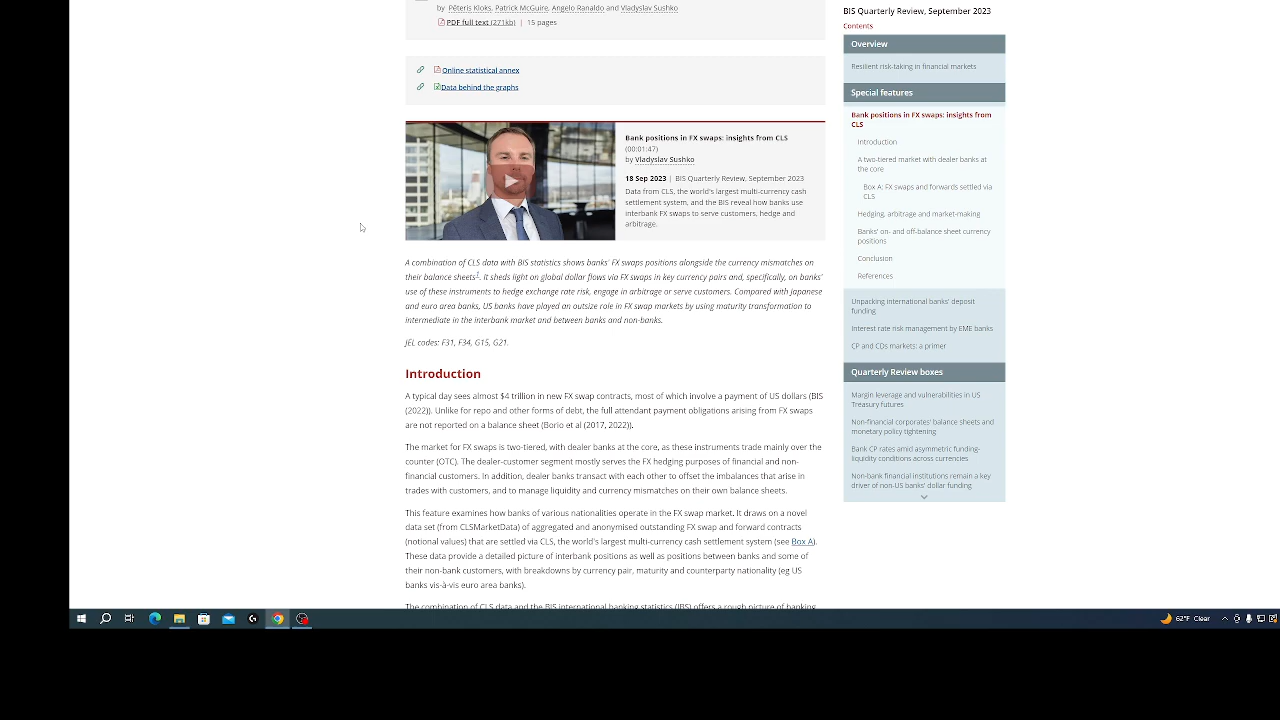 by Pēteris Kloks, Patrick McGuire, Angelo Ranaldo and Vladyslav Sushko
PDF full text (271kb) | 15 pages
Online statistical annex
Data behind the graphs
Bank positions in FX swaps: insights from CLS
(00:01:47)
by Vladyslav Sushko
18 Sep 2023 | BIS Quarterly Review, September 2023
Data from CLS, the world's largest multi-currency cash
settlement system, and the BIS reveal how banks use
interbank FX swaps to serve customers, hedge and
arbitrage.
A combination of CLS data with BIS statistics shows banks' FX swaps positions alongside the currency mismatches on
their balance sheets1. It sheds light on global dollar flows via FX swaps in key currency pairs and, specifically, on banks'
use of these instruments to hedge exchange rate risk, engage in arbitrage or serve customers. Compared with Japanese
and euro area banks, US banks have played an outsize role in FX swap markets by using maturity transformation to
intermediate in the interbank market and between banks and non-banks.
JEL codes: F31, F34, G15, G21.
Introduction
A typical day sees almost $4 trillion in new FX swap contracts, most of which involve a payment of US dollars (BIS
(2022)). Unlike for repo and other forms of debt, the full attendant payment obligations arising from FX swaps
are not reported on a balance sheet (Borio et al (2017, 2022)).
The market for FX swaps is two-tiered, with dealer banks at the core, as these instruments trade mainly over the
counter (OTC). The dealer-customer segment mostly serves the FX hedging purposes of financial and non-
financial customers. In addition, dealer banks transact with each other to offset the imbalances that arise in
trades with customers, and to manage liquidity and currency mismatches on their own balance sheets.
This feature examines how banks of various nationalities operate in the FX swap market. It draws on a novel
data set (from CLSMarketData) of aggregated and anonymised outstanding FX swap and forward contracts
(notional values) that are settled via CLS, the world's largest multi-currency cash settlement system (see Box A).
These data provide a detailed picture of interbank positions as well as positions between banks and some of
their non-bank customers, with breakdowns by currency pair, maturity and counterparty nationality (eg US
banks vis-à-vis euro area banks).
The combination of CLS data and the BIS international banking statistics (IBS) offers a rough picture of banking
BIS Quarterly Review, September 2023
Contents
Overview
Resilient risk-taking in financial markets
Special features
Bank positions in FX swaps: insights from
CLS
Introduction
A two-tiered market with dealer banks at
the core
Box A: FX swaps and forwards settled via
CLS
Hedging, arbitrage and market-making
Banks' on- and off-balance sheet currency
positions
Conclusion
References
Unpacking international banks' deposit
funding
Interest rate risk management by EME banks
CP and CDs markets: a primer
Quarterly Review boxes
Margin leverage and vulnerabilities in US
Treasury futures
Non-financial corporates' balance sheets and
monetary policy tightening
Bank CP rates amid asymmetric funding-
liquidity conditions across currencies
Non-bank financial institutions remain a key
driver of non-US banks' dollar funding
62°F Clear